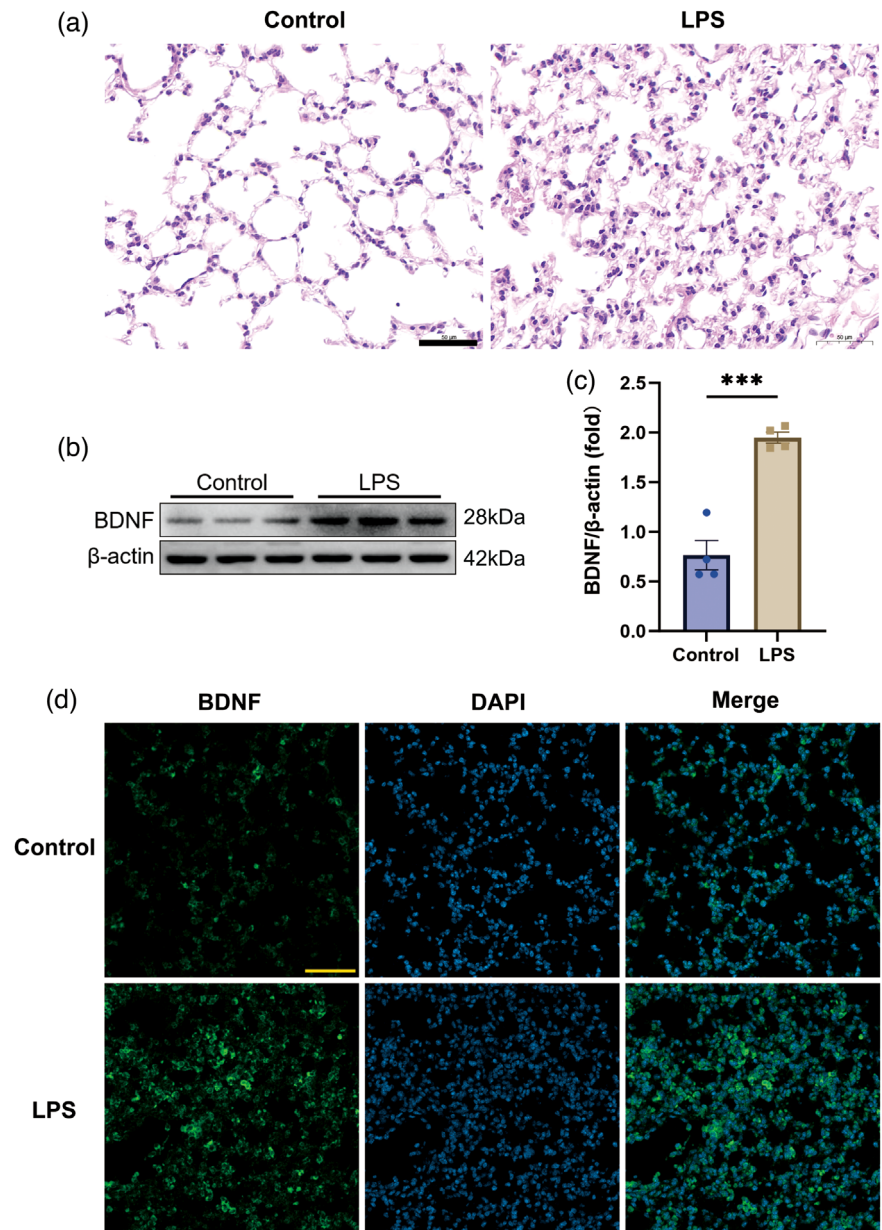 (a)
Control
LPS
50 µm
50 µm
(b)
Control
LPS
BDNF
28kDa
β-actin
42kDa
(c)
***
BDNF/β-actin (fold）
2.5
2.0
1.5
1.0
0.5
0.0
Control
LPS
(d)
BDNF
DAPI
Merge
Control
LPS